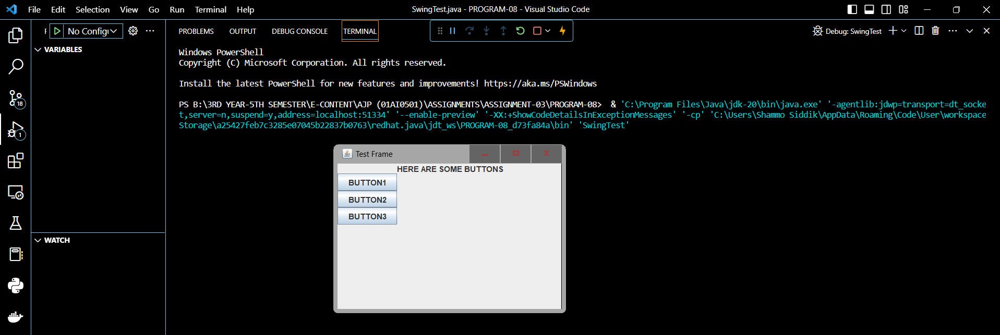 File Edit Selection View Go Run Terminal Help
SwingTest.java - PROGRAM-08 - Visual Studio Code
No Config
VARIABLES
WATCH
18
1
PROBLEMS OUTPUT DEBUG CONSOLE TERMINAL
Debug: SwingTest
Windows PowerShell
Copyright (C) Microsoft Corporation. All rights reserved.
Install the latest PowerShell for new features and improvements! https://aka.ms/PSWindows
PS B:\3RD YEAR-5TH SEMESTER\E-CONTENT\AJP (01AI0501)\ASSIGNMENTS\ASSIGNMENT-03\PROGRAM-08>  & 'C:\Program Files\Java\jdk-20\bin\java.exe' '-agentlib:jdwp=transport=dt_socke
t,server=n,suspend=y,address=localhost:51334' '--enable-preview' '-XX:+ShowCodeDetailsInExceptionMessages' '-cp' 'C:\Users\Shammo Siddik\AppData\Roaming\Code\User\workspace
Storage\a25427feb7c3285e07045b22837b0763\redhat.java\jdt_ws\PROGRAM-08_d73fa84a\bin' 'SwingTest'
Test Frame
HERE ARE SOME BUTTONS
BUTTON1
BUTTON2
BUTTON3